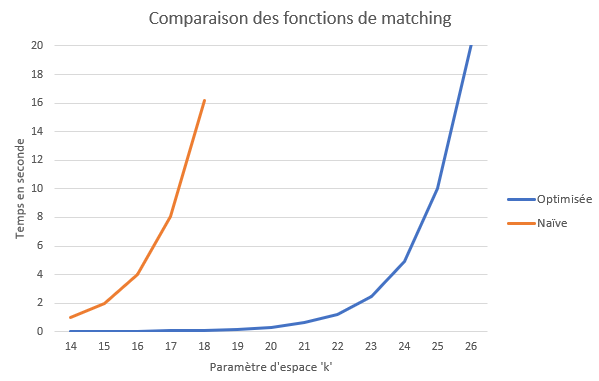 Comparaison des fonctions de matching
20
18
16
14
12
10
8
6
4
2
0
Temps en seconde
14 15 16 17 18 19 20 21 22 23 24 25 26
Paramètre d'espace 'k'
Optimisée
Naïve